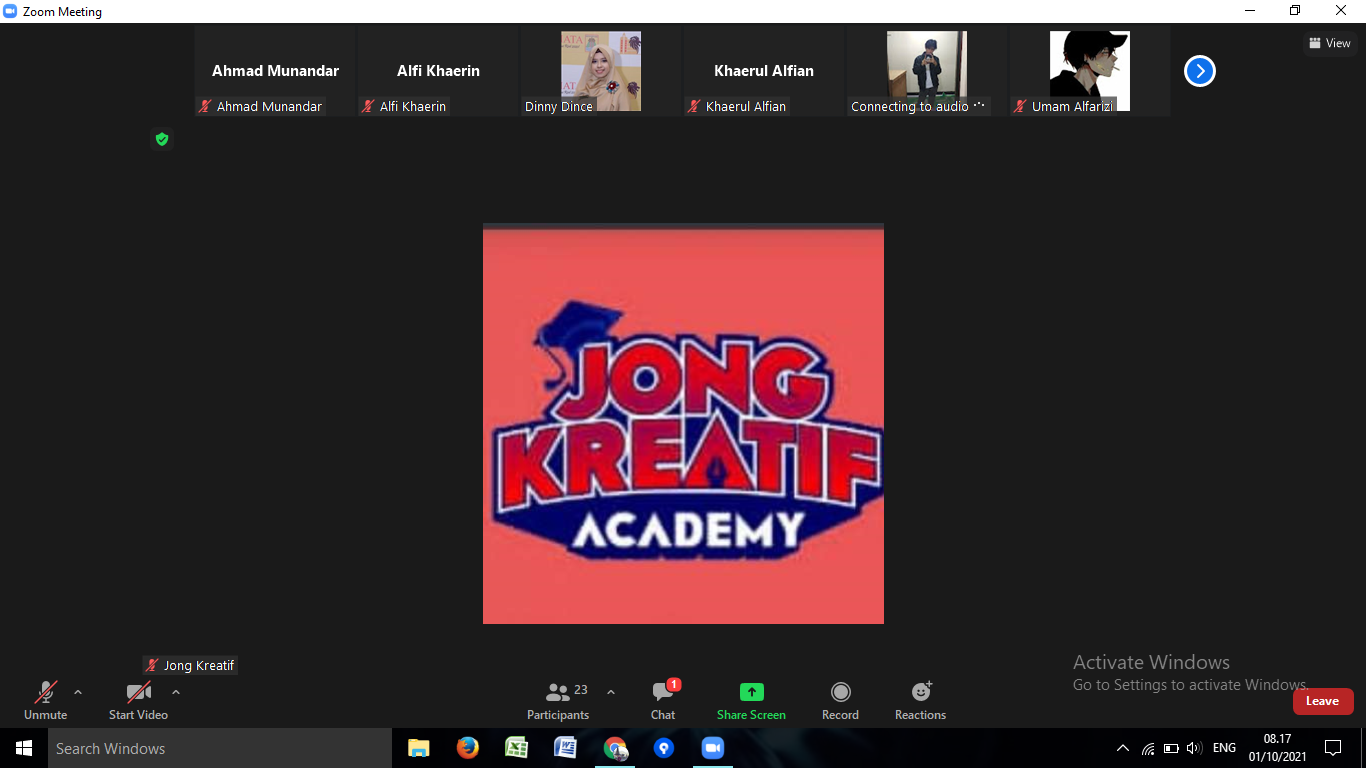 Zoom Meeting
Ahmad Munandar
Alfi Khaerin
Khaerul Alfian
View
Ahmad Munandar
Alfi Khaerin
Dinny Dince
Khaerul Alfian
Connecting to audio
Umam Alfarizi
JONG
KREATIF
ACADEMY
Jong Kreatif
Activate Windows
Go to Settings to activate Windows.
23
1
Unmute
Start Video
Participants
Chat
Share Screen
Record
Reactions
Leave
Search Windows
ENG
08.17
01/10/2021